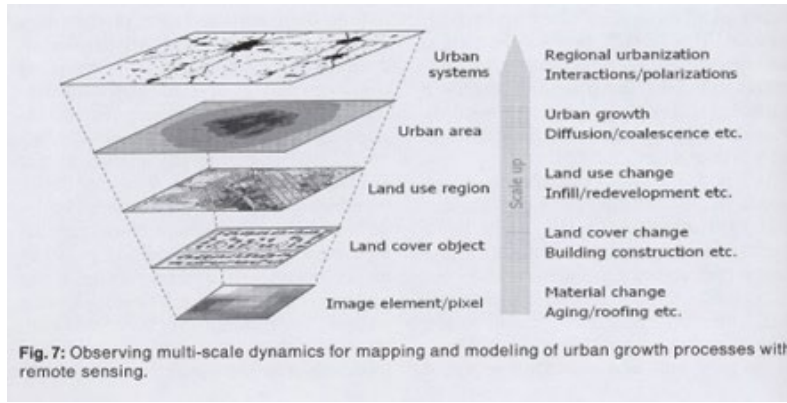 Urban
systems
Regional urbanization
Interactions/polarizations
Urban area
Urban growth
Diffusion/coalescence etc.
Land use region
Land use change
Infill/redevelopment etc.
Land cover object
Land cover change
Building construction etc.
Image element/pixel
Material change
Aging/roofing etc.
Scale up
Fig. 7: Observing multi-scale dynamics for mapping and modeling of urban growth processes with
remote sensing.